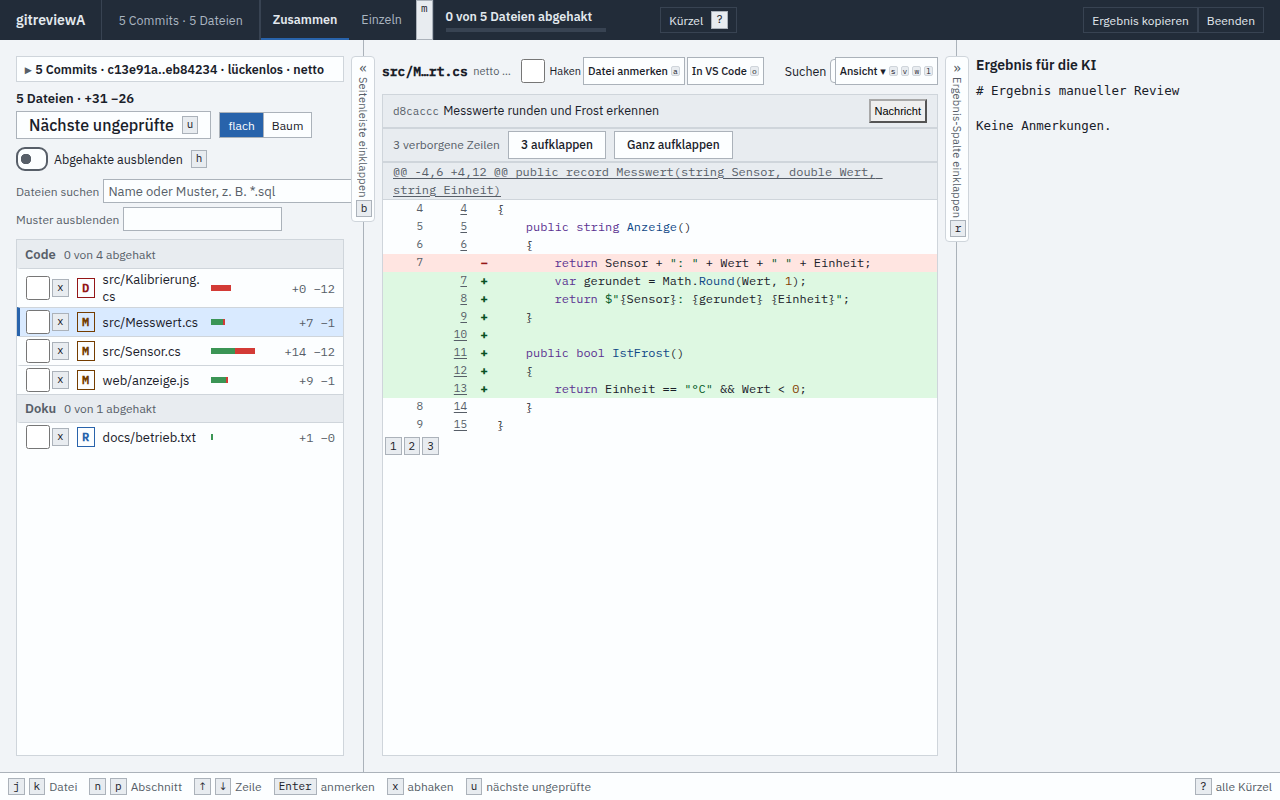 gitreviewA 5 Commits · 5 Dateien Zusammen Einzeln m 0 von 5 Dateien abgehakt Kürzel ? Ergebnis kopieren Beenden
▸ 5 Commits · c13e91a..eb84234 · lückenlos · netto
5 Dateien · +31 −26
Nächste ungeprüfte u flach Baum
Abgehakte ausblenden h
Dateien suchen Name oder Muster, z. B. *.sql
Muster ausblenden
Code 0 von 4 abgehakt
x D src/Kalibrierung.
cs +0 −12
x M src/Messwert.cs +7 −1
x M src/Sensor.cs +14 −12
x M web/anzeige.js +9 −1
Doku 0 von 1 abgehakt
x R docs/betrieb.txt +1 −0
« Seitenleiste einklappen b
src/M…rt.cs netto … Haken Datei anmerken a In VS Code o Suchen Ansicht ▾ s v w l
d8caccc Messwerte runden und Frost erkennen Nachricht
3 verborgene Zeilen 3 aufklappen Ganz aufklappen
@@ -4,6 +4,12 @@ public record Messwert(string Sensor, double Wert,
string Einheit)
4 4 {
5 5 public string Anzeige()
6 6 {
7 − return Sensor + ": " + Wert + " " + Einheit;
7 + var gerundet = Math.Round(Wert, 1);
8 + return $"{Sensor}: {gerundet} {Einheit}";
9 + }
10 +
11 + public bool IstFrost()
12 + {
13 + return Einheit == "°C" && Wert < 0;
8 14 }
9 15 }
1 2 3
» Ergebnis-Spalte einklappen r
Ergebnis für die KI
# Ergebnis manueller Review
Keine Anmerkungen.
j k Datei n p Abschnitt ↑ ↓ Zeile Enter anmerken x abhaken u nächste ungeprüfte ? alle Kürzel